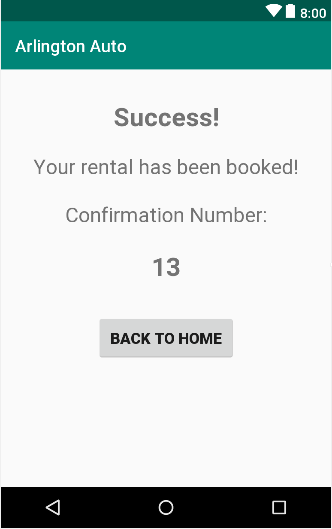 8:00
Arlington Auto
Success!
Your rental has been booked!
Confirmation Number:
13
BACK TO HOME